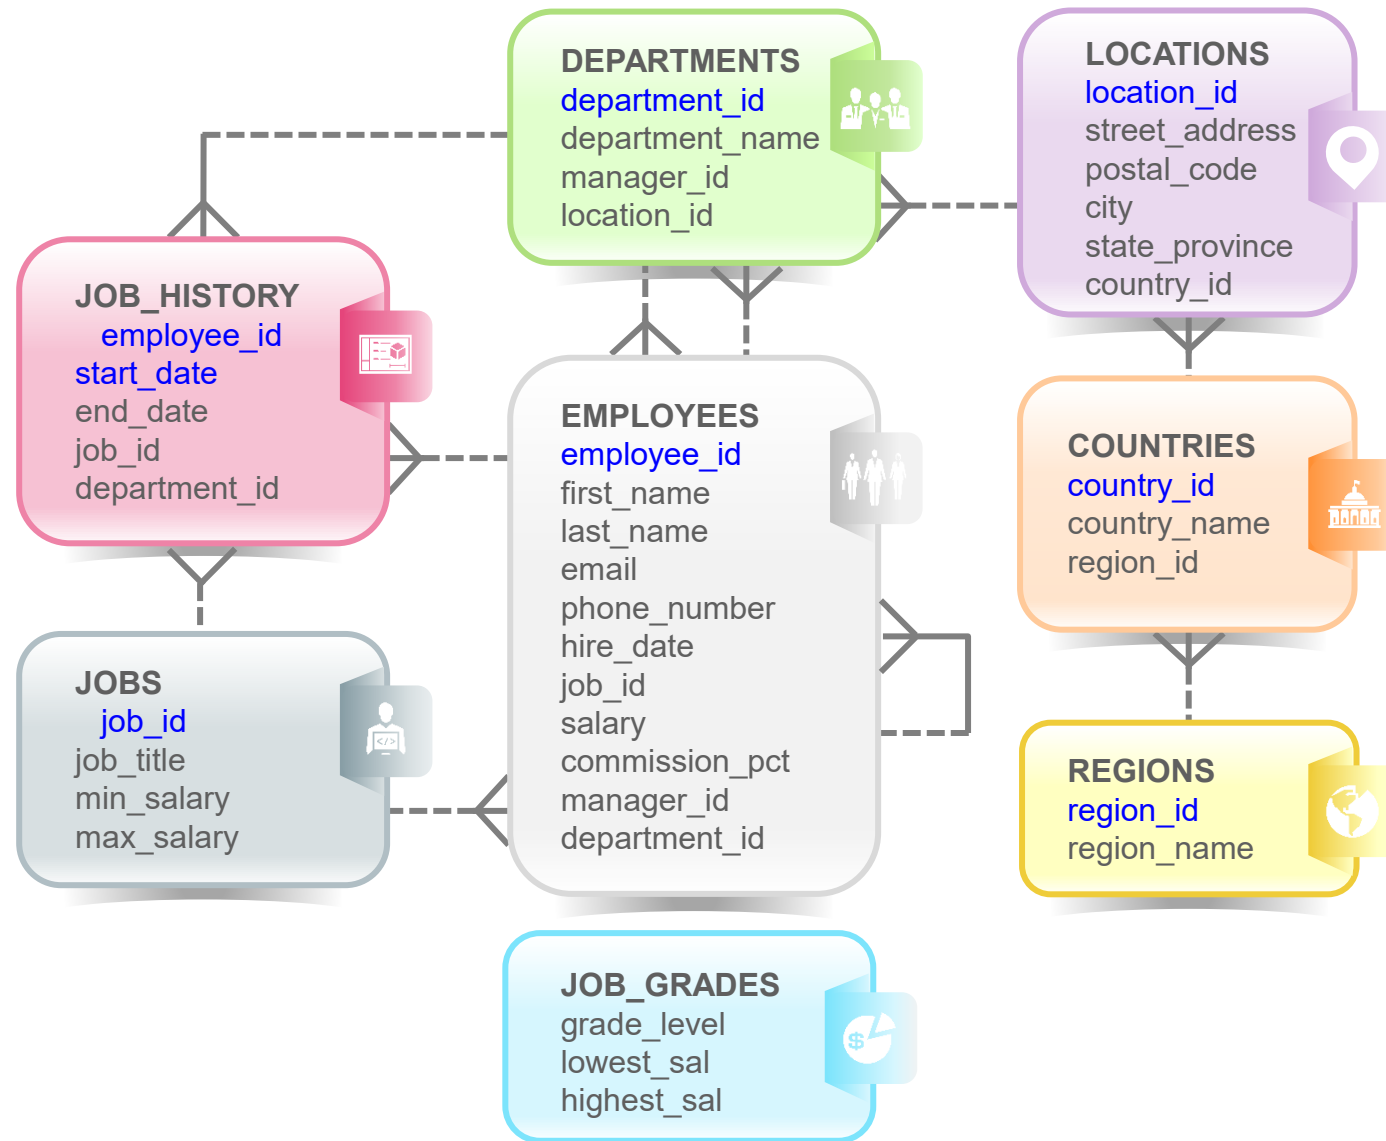 DEPARTMENTS
department_id
department_name
manager_id
location_id
LOCATIONS
location_id
street_address
postal_code
city
state_province
country_id
JOB_HISTORY
employee_id
start_date
end_date
job_id
department_id
EMPLOYEES
employee_id
first_name
last_name
email
phone_number
hire_date
job_id
salary
commission_pct
manager_id
department_id
COUNTRIES
country_id
country_name
region_id
JOBS
job_id
job_title
min_salary
max_salary
</>
REGIONS
region_id
region_name
JOB_GRADES
grade_level
lowest_sal
highest_sal
$